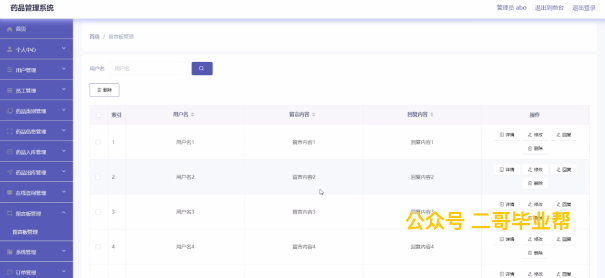 药品管理系统
管理员 abo 退出到前台 退出登录
首页
个人中心
用户管理
员工管理
药品类别管理
药品信息管理
药品入库管理
药品出库管理
在线咨询管理
留言板管理
留言板管理
系统管理
订单管理
首页 / 留言板管理
用户名 用户名
删除
索引 用户名 留言内容 回复内容 操作
1 用户名1 留言内容1 回复内容1 详情 修改 回复 删除
2 用户名2 留言内容2 回复内容2 详情 修改 回复 删除
3 用户名3 留言内容3 回复内容3 详情 修改 回复 删除
4 用户名4 留言内容4 回复内容4 详情 修改 回复 删除
详情 修改 回复
公众号 二哥毕业帮